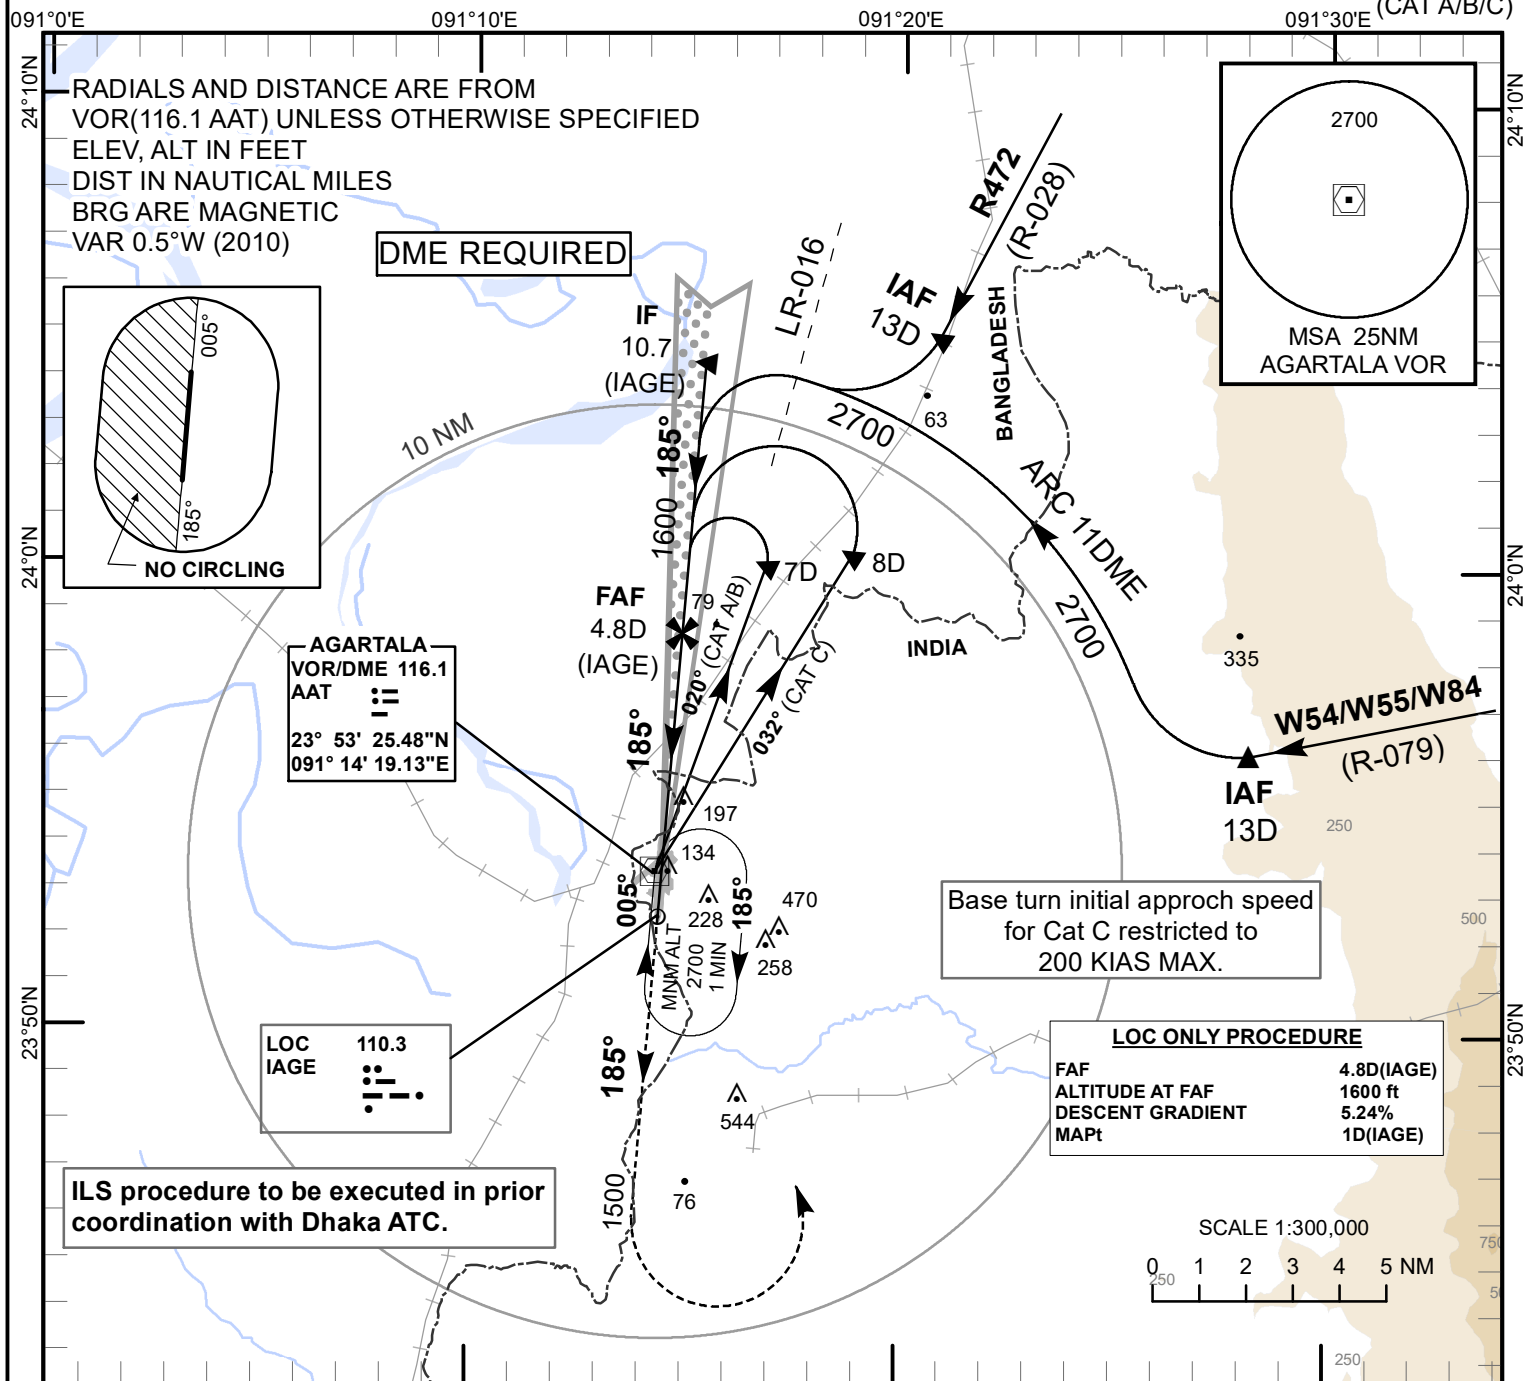 (CAT A/B/C)
091°0'E
091°10'E
091°20'E
091°30'E
24°10'N
24°10'N
RADIALS AND DISTANCE ARE FROM
VOR(116.1 AAT) UNLESS OTHERWISE SPECIFIED
ELEV, ALT IN FEET
DIST IN NAUTICAL MILES
BRG ARE MAGNETIC
VAR 0.5°W (2010)
DME REQUIRED
2700
MSA 25NM
AGARTALA VOR
R472
(R-028)
LR-016
IAF
13D
IF
10.7
(IAGE)
BANGLADESH
005°
185°
NO CIRCLING
10 NM
63
2700
185°
1600
ARC 11DME
2700
24°0'N
24°0'N
7D
8D
FAF
4.8D
(IAGE)
79
020° (CAT A/B)
032° (CAT C)
INDIA
335
AGARTALA
VOR/DME 116.1
AAT
23° 53' 25.48"N
091° 14' 19.13"E
185°
W54/W55/W84
(R-079)
IAF
13D
250
197
134
005°
228
185°
470
258
MNM ALT
2700
1 MIN
500
Base turn initial approch speed
for Cat C restricted to
200 KIAS MAX.
23°50'N
23°50'N
LOC 110.3
IAGE
185°
544
LOC ONLY PROCEDURE
FAF 4.8D(IAGE)
ALTITUDE AT FAF 1600 ft
DESCENT GRADIENT 5.24%
MAPt 1D(IAGE)
ILS procedure to be executed in prior
coordination with Dhaka ATC.
1500
76
SCALE 1:300,000
0 1 2 3 4 5 NM
250
750
250